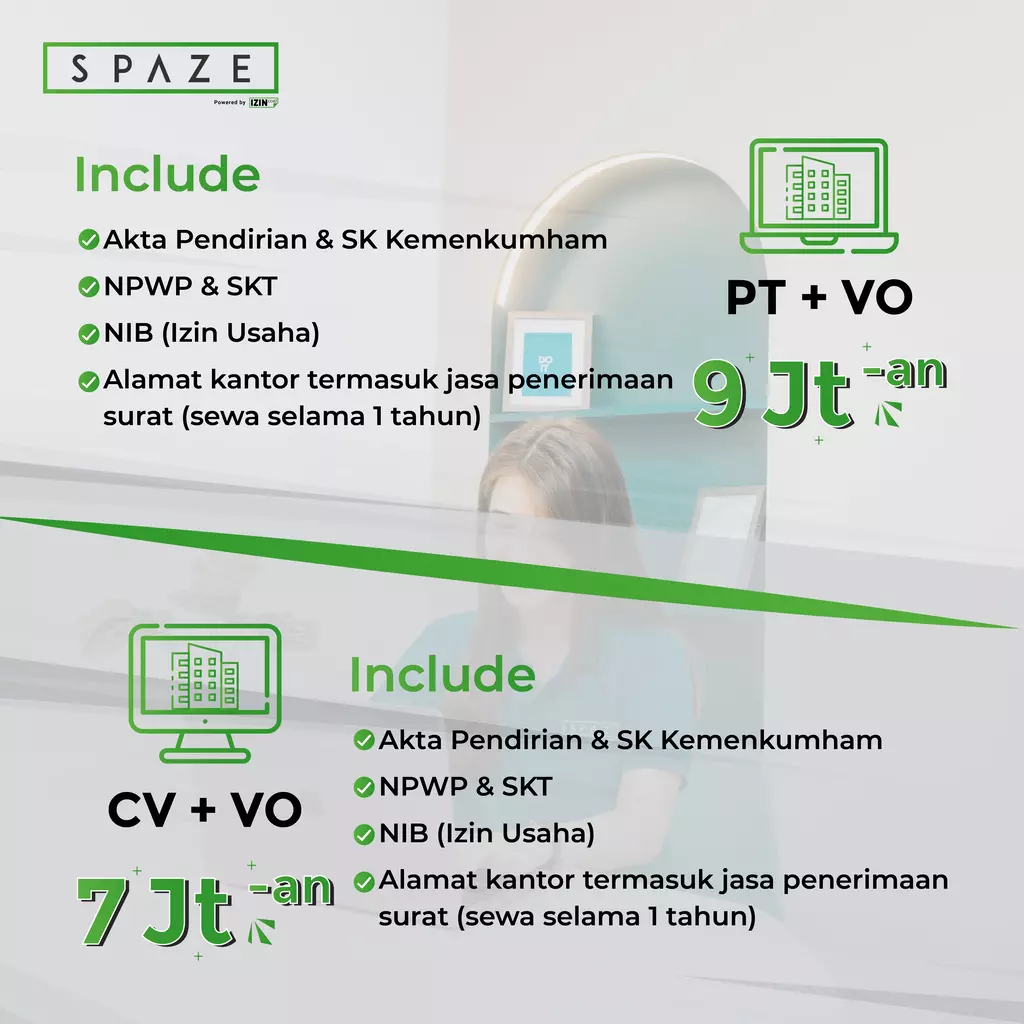 SPAZE
Powered by IZIN
Include
Akta Pendirian & SK Kemenkumham
NPWP & SKT
NIB (Izin Usaha)
Alamat kantor termasuk jasa penerimaan
surat (sewa selama 1 tahun)
PT + VO
9 Jt -an
CV + VO
7 Jt -an
Include
Akta Pendirian & SK Kemenkumham
NPWP & SKT
NIB (Izin Usaha)
Alamat kantor termasuk jasa penerimaan
surat (sewa selama 1 tahun)